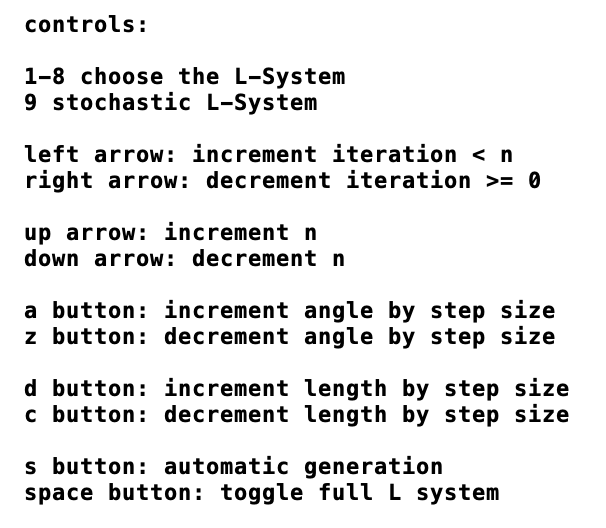 controls:
1-8 choose the L-System
9 stochastic L-System
left arrow: increment iteration < n
right arrow: decrement iteration >= 0
up arrow: increment n
down arrow: decrement n
a button: increment angle by step size
z button: decrement angle by step size
d button: increment length by step size
c button: decrement length by step size
s button: automatic generation
space button: toggle full L system